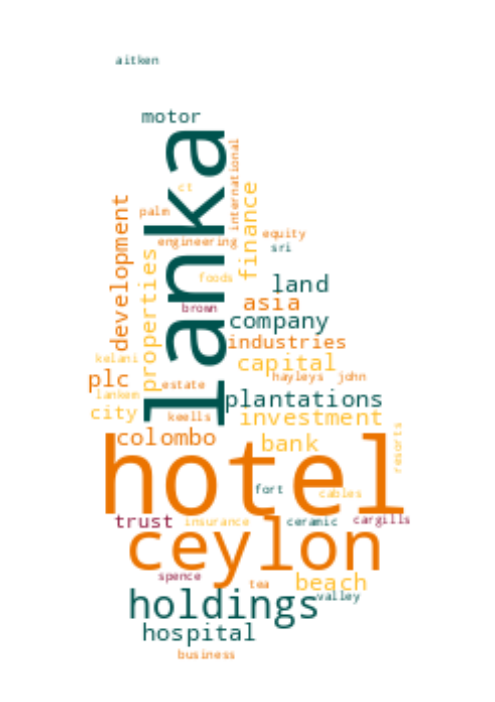 aitken
motor
lanka
international
ct
palm
development
finance
equity
engineering
sri
properties
foods
land
asia
brown
company
industries
kelani
capital
plc
hayleys
john
estate
lankem
plantations
city
keells
investment
colombo
bank
resorts
hotel
fort
cables
trust
insurance
ceramic
cargills
ceylon
spence
tea
beach
valley
holdings
hospital
business